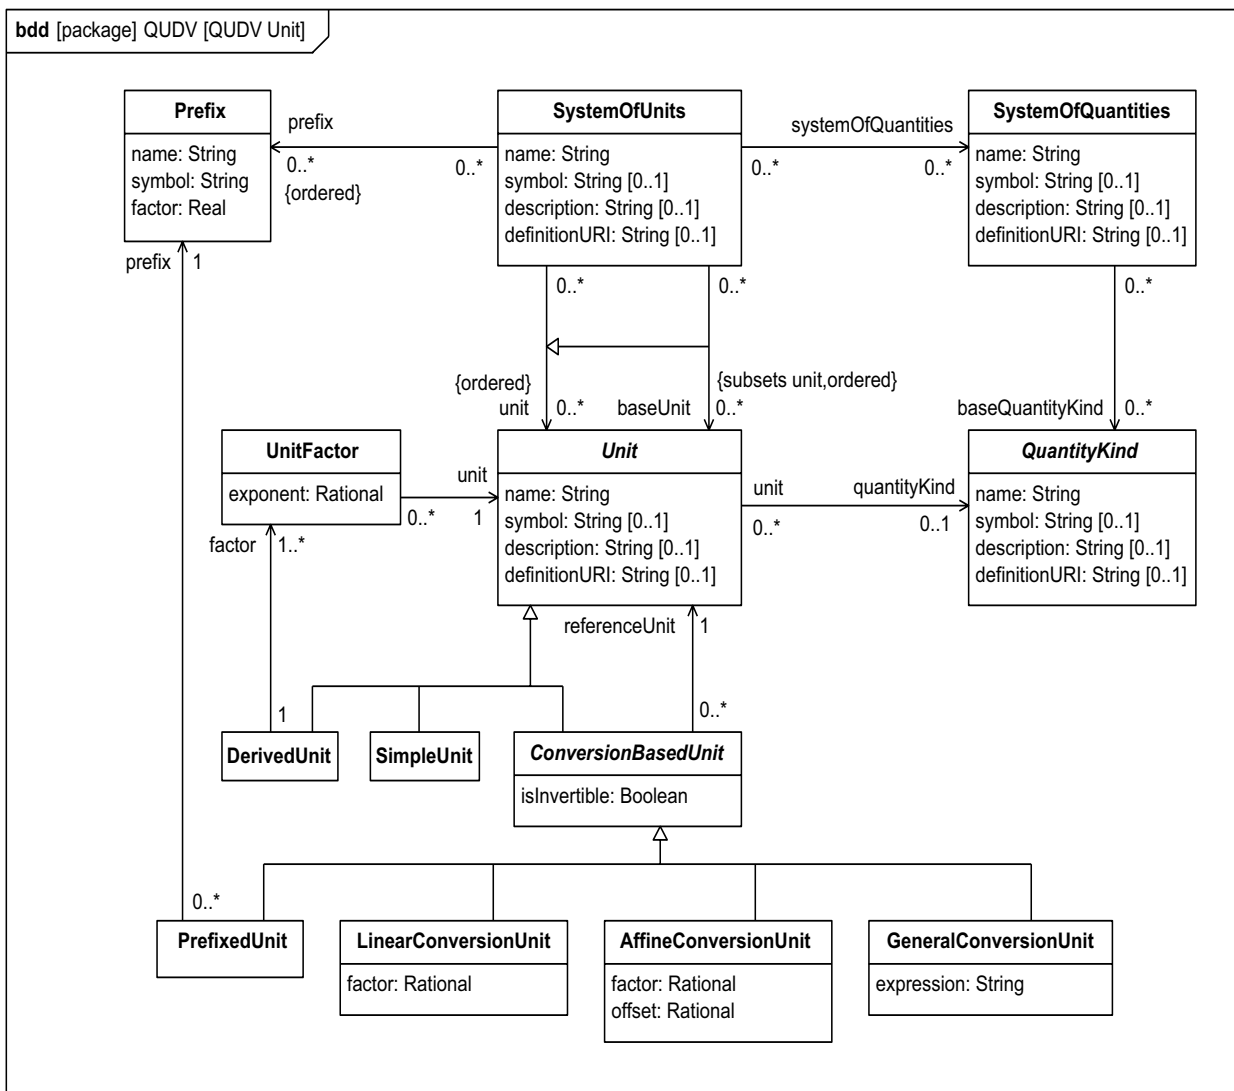 bdd [package] QUDV [QUDV Unit]
Prefix
name: String
symbol: String
factor: Real
prefix
0..*
{ordered}
0..*
SystemOfUnits
name: String
symbol: String [0..1]
description: String [0..1]
definitionURI: String [0..1]
systemOfQuantities
0..*
0..*
SystemOfQuantities
name: String
symbol: String [0..1]
description: String [0..1]
definitionURI: String [0..1]
prefix
1
0..*
0..*
0..*
{ordered}
unit
0..*
{subsets unit,ordered}
baseUnit
0..*
baseQuantityKind
0..*
UnitFactor
exponent: Rational
unit
0..*
1
Unit
name: String
symbol: String [0..1]
description: String [0..1]
definitionURI: String [0..1]
unit
0..*
quantityKind
0..1
QuantityKind
name: String
symbol: String [0..1]
description: String [0..1]
definitionURI: String [0..1]
factor
1..*
referenceUnit
1
1
0..*
DerivedUnit
SimpleUnit
ConversionBasedUnit
isInvertible: Boolean
0..*
PrefixedUnit
LinearConversionUnit
factor: Rational
AffineConversionUnit
factor: Rational
offset: Rational
GeneralConversionUnit
expression: String